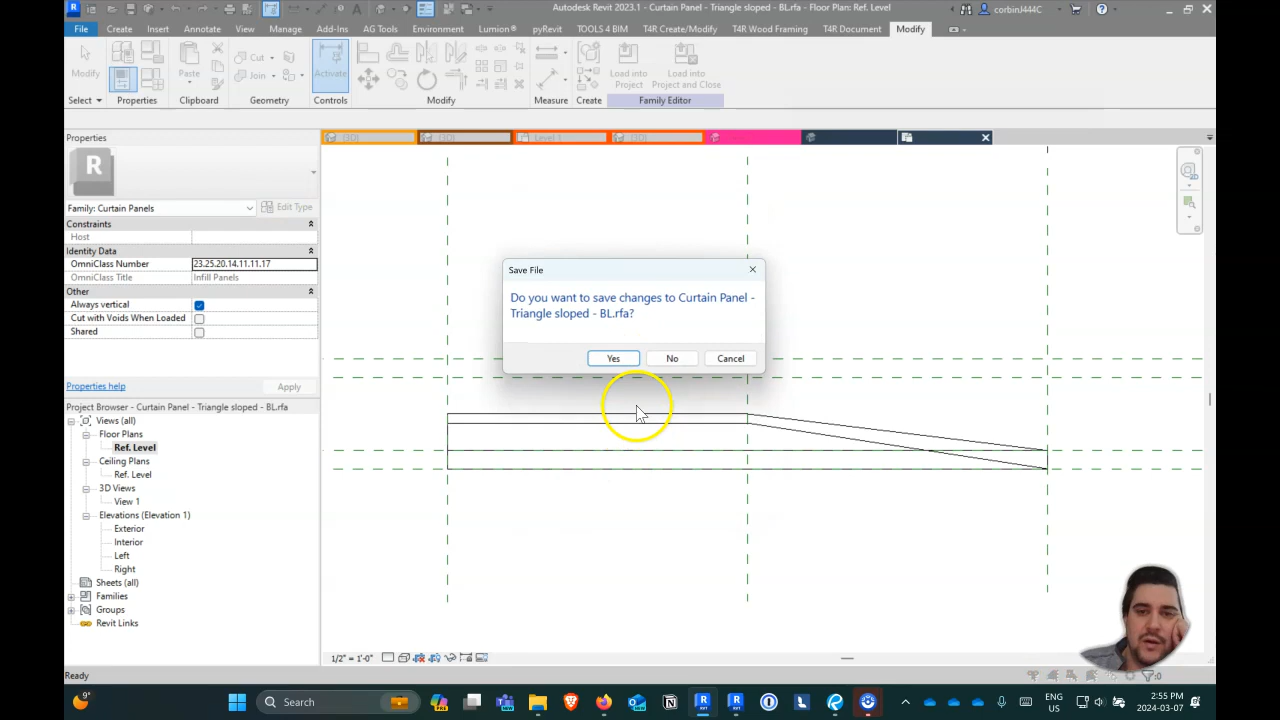 Autodesk Revit 2023.1 - Curtain Panel - Triangle sloped - BL.rfa - Floor Plan: Ref. Level
corbinJ444C
File Create Insert Annotate View Manage Add-Ins AG Tools Environment Lumion® pyRevit TOOLS 4 BIM T4R Create/Modify T4R Wood Framing T4R Document Modify
Cut
Join
Modify
Paste
Activate
Load into
Project
Load into
Project and Close
Select Properties Clipboard Geometry Controls Modify Measure Create Family Editor
Properties
(3D)
(3D)
Level 1
(3D)
R
Family: Curtain Panels
Edit Type
Constraints
Host
Identity Data
OmniClass Number 23.25.20.14.11.11.17
OmniClass Title Infill Panels
Other
Always vertical
Cut with Voids When Loaded
Shared
Properties help
Apply
Project Browser - Curtain Panel - Triangle sloped - BL.rfa
Views (all)
Floor Plans
Ref. Level
Ceiling Plans
Ref. Level
3D Views
View 1
Elevations (Elevation 1)
Exterior
Interior
Left
Right
Sheets (all)
Families
Groups
Revit Links
Save File
Do you want to save changes to Curtain Panel -
Triangle sloped - BL.rfa?
Yes No Cancel
1/2" = 1'-0"
Ready
:0
9°
Search
ENG
US
2:55 PM
2024-03-07